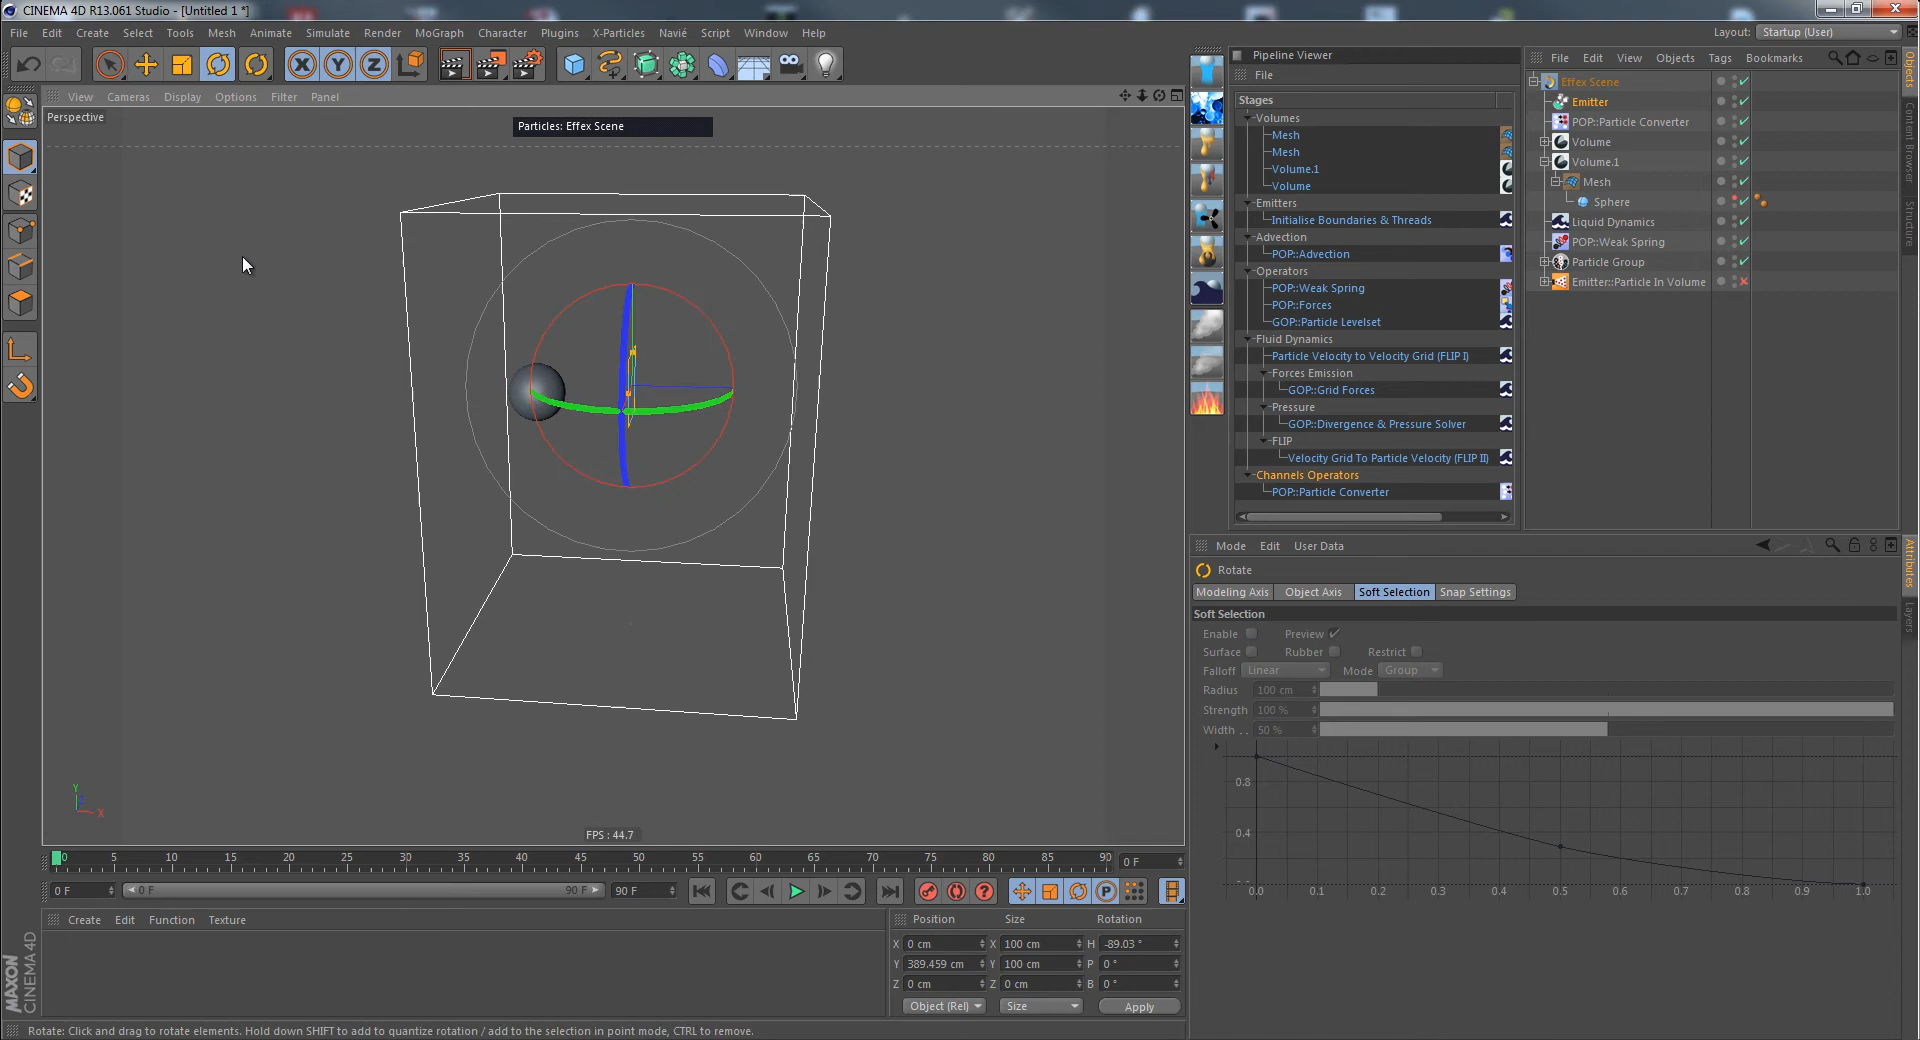 CINEMA 4D R13.061 Studio - [Untitled 1 *]
File Edit Create Select Tools Mesh Animate Simulate Render MoGraph Character Plugins X-Particles Navié Script Window Help
Layout: Startup (User)
View Cameras Display Options Filter Panel
Perspective
Particles: Effex Scene
Y
X
FPS : 44.7
Pipeline Viewer
File
Stages
Volumes
Mesh
Mesh
Volume.1
Volume
Emitters
Initialise Boundaries & Threads
Advection
POP::Advection
Operators
POP::Weak Spring
POP::Forces
GOP::Particle Levelset
Fluid Dynamics
Particle Velocity to Velocity Grid (FLIP I)
Forces Emission
GOP::Grid Forces
Pressure
GOP::Divergence & Pressure Solver
FLIP
Velocity Grid To Particle Velocity (FLIP II)
Channels Operators
POP::Particle Converter
File Edit View Objects Tags Bookmarks
Effex Scene
Emitter
POP::Particle Converter
Volume
Volume.1
Mesh
Sphere
Liquid Dynamics
POP::Weak Spring
Particle Group
Emitter::Particle In Volume
Objects
Content Browser
Structure
Mode Edit User Data
Rotate
Modeling Axis Object Axis Soft Selection Snap Settings
Soft Selection
Enable Preview
Surface Rubber Restrict
Falloff Linear Mode Group
Radius 100 cm
Strength 100 %
Width . . 50 %
0.8
0.4
0.0 0.1 0.2 0.3 0.4 0.5 0.6 0.7 0.8 0.9 1.0
Attributes
Layers
0 5 10 15 20 25 30 35 40 45 50 55 60 65 70 75 80 85 90 0 F
0 F 0 F 90 F 90 F
Create Edit Function Texture
Position Size Rotation
X 0 cm X 100 cm H -89.03 °
Y 389.459 cm Y 100 cm P 0 °
Z 0 cm Z 0 cm B 0 °
Object (Rel) Size Apply
MAXON
CINEMA 4D
Rotate: Click and drag to rotate elements. Hold down SHIFT to add to quantize rotation / add to the selection in point mode, CTRL to remove.